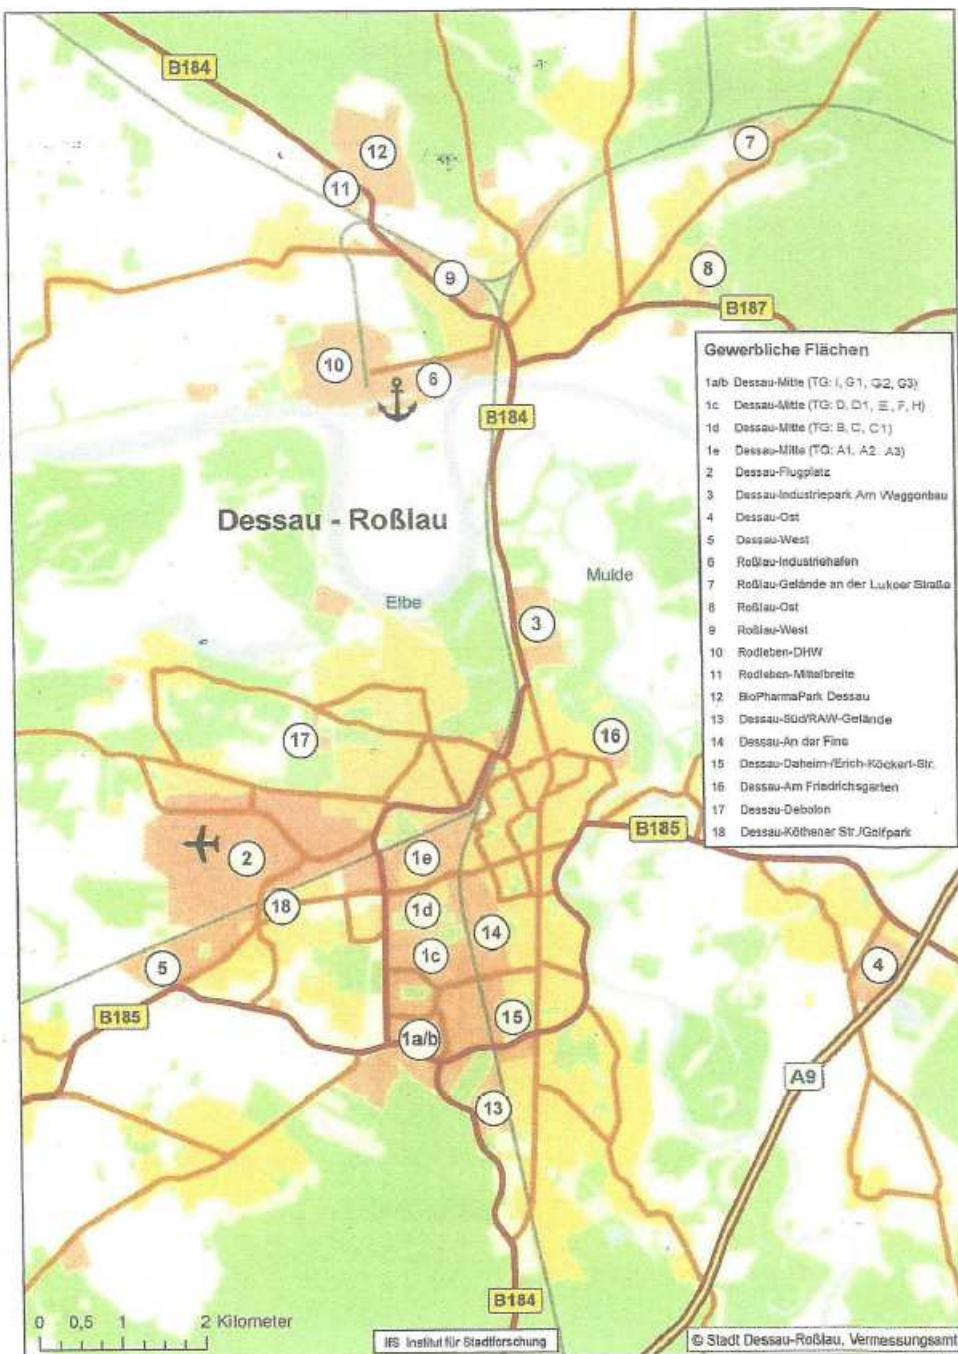 B184
12
7
11
8
9
B187
10
6
B184
Gewerbliche Flächen
1a/b Dessau-Mitte (TG: I, G1, G2, G3)
1c Dessau-Mitte (TG: D, D1, E, F, H)
1d Dessau-Mitte (TG: B, C, C1)
1e Dessau-Mitte (TG: A1, A2, A3)
2 Dessau-Flugplatz
3 Dessau-Industriepark Am Waggonbau
4 Dessau-Ost
5 Dessau-West
6 Roßlau-Industriehafen
7 Roßlau-Gelände an der Lukoer Straße
8 Roßlau-Ost
9 Roßlau-West
10 Rodleben-DHW
11 Rodleben-Mittelbreite
12 BioPharmaPark Dessau
13 Dessau-Süd/RAW-Gelände
14 Dessau-An der Fine
15 Dessau-Daheim-/Erich-Köckert-Str.
16 Dessau-Am Friedrichsgarten
17 Dessau-Debolon
18 Dessau-Köthener Str./Golfpark
Dessau - Roßlau
Mulde
Elbe
3
17
16
B185
2
1e
18
1d
14
1c
5
4
B185
15
1a/b
A9
13
B184
0 0,5 1 2 Kilometer
IfS Institut für Stadtforschung
© Stadt Dessau-Roßlau, Vermessungsamt